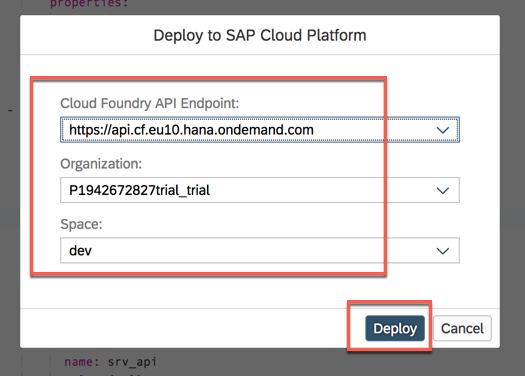 properties:
Deploy to SAP Cloud Platform
-
Cloud Foundry API Endpoint:
https://api.cf.eu10.hana.ondemand.com
Organization:
P1942672827trial_trial
Space:
dev
Deploy Cancel
name: srv_api